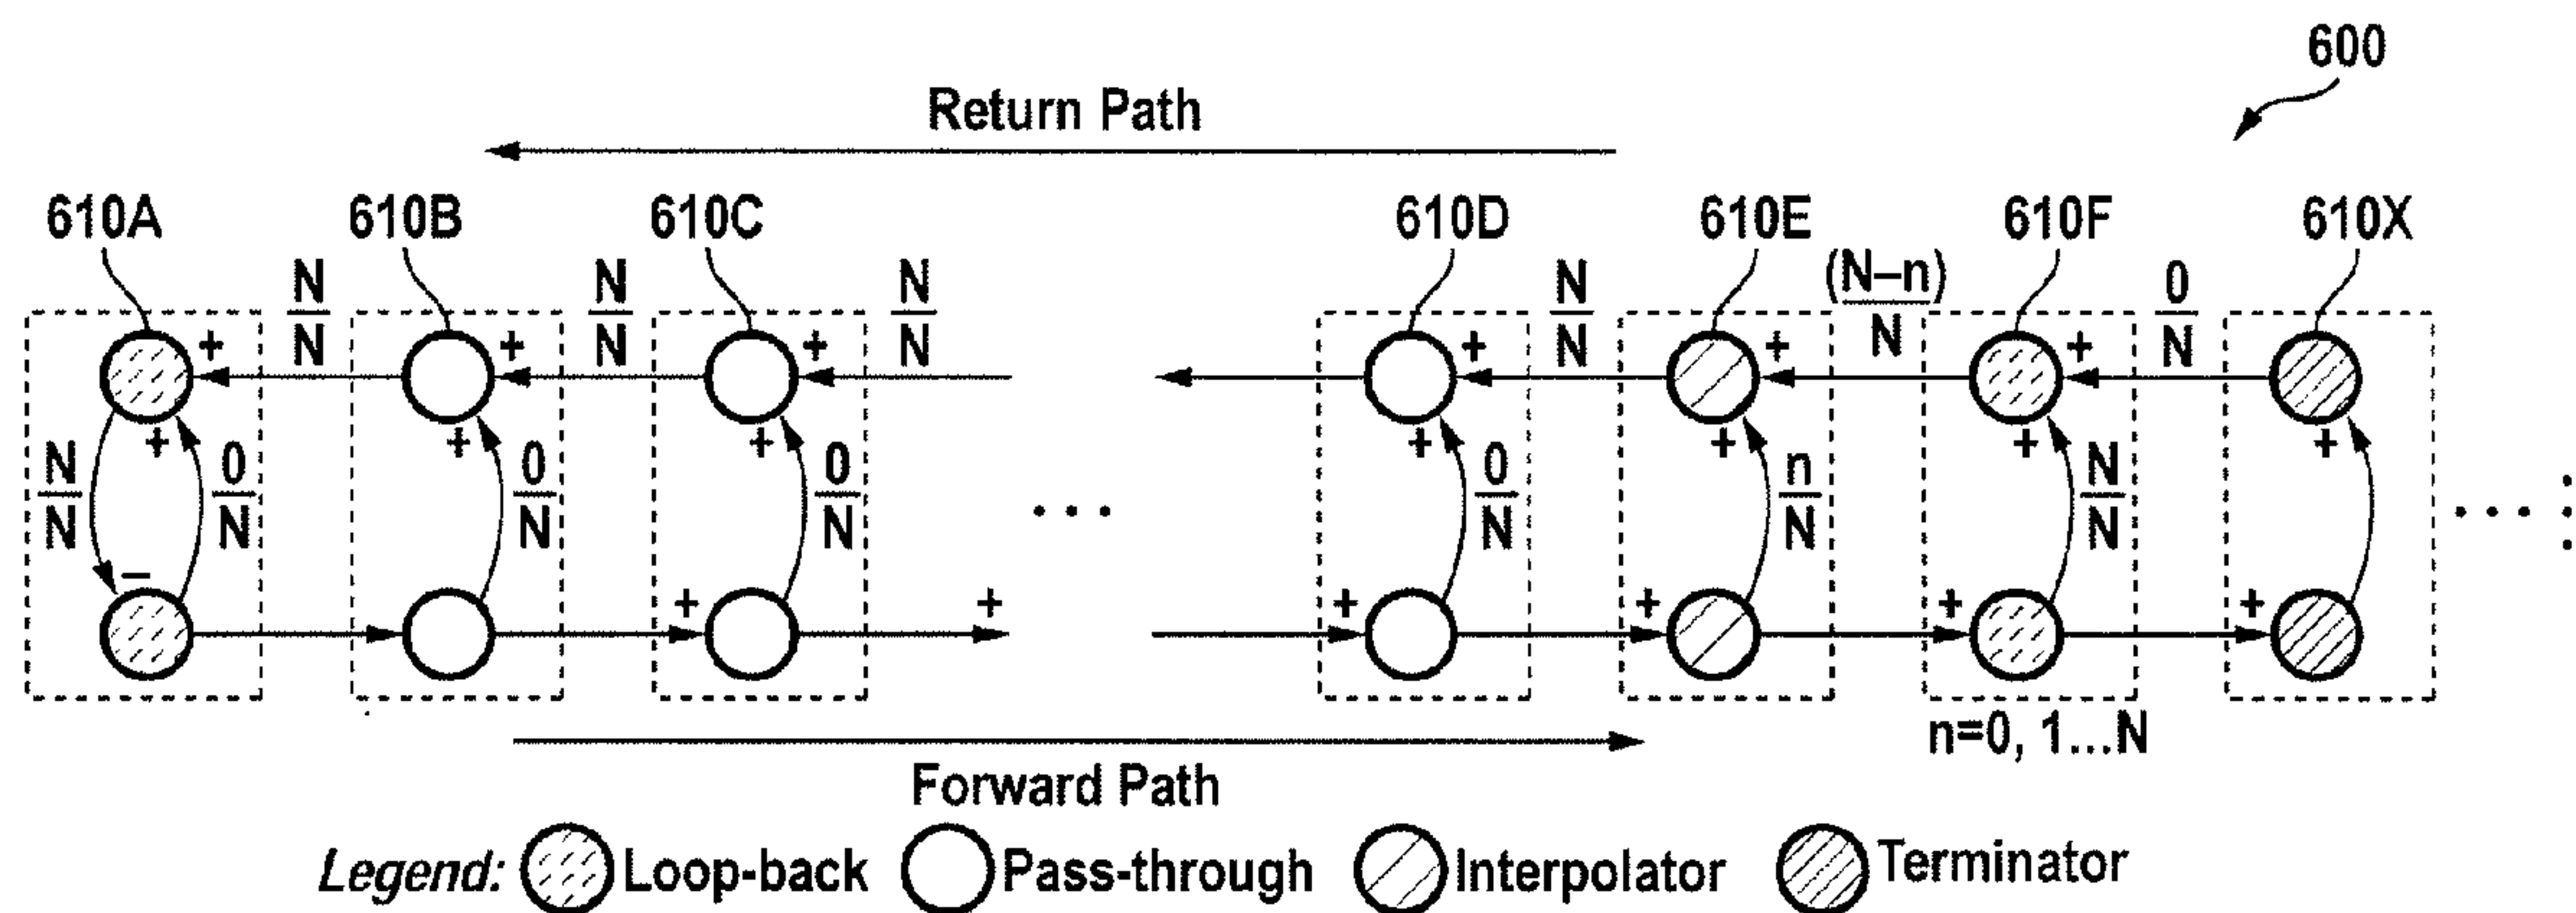 600
Return Path
610A 610B 610C 610D 610E 610F 610X
N/N N/N N/N N/N (N–n)/N 0/N
+ + + + + + 
+ + + + + + +
N/N 0/N 0/N 0/N ... 0/N n/N N/N ....
– + + + + + +
n=0, 1...N
Forward Path
Legend: Loop-back Pass-through Interpolator Terminator